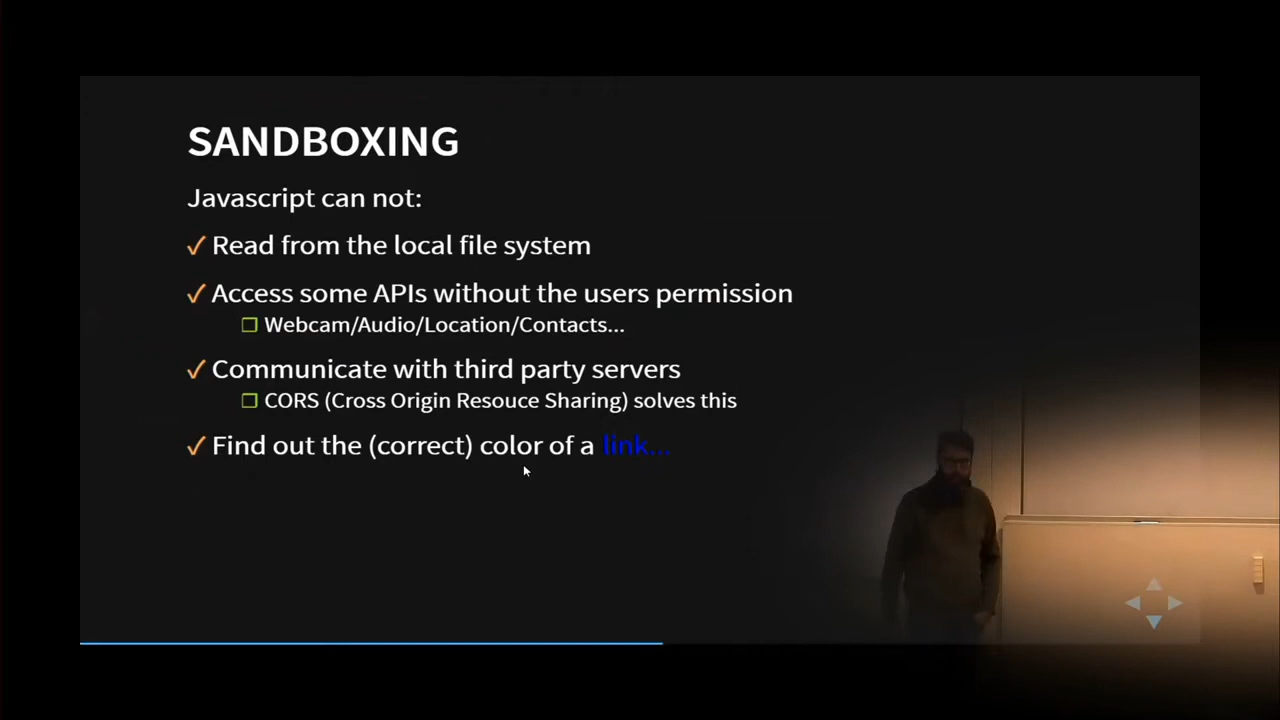 SANDBOXING
Javascript can not:
Read from the local file system
Access some APIs without the users permission
Webcam/Audio/Location/Contacts...
Communicate with third party servers
CORS (Cross Origin Resouce Sharing) solves this
Find out the (correct) color of a link...